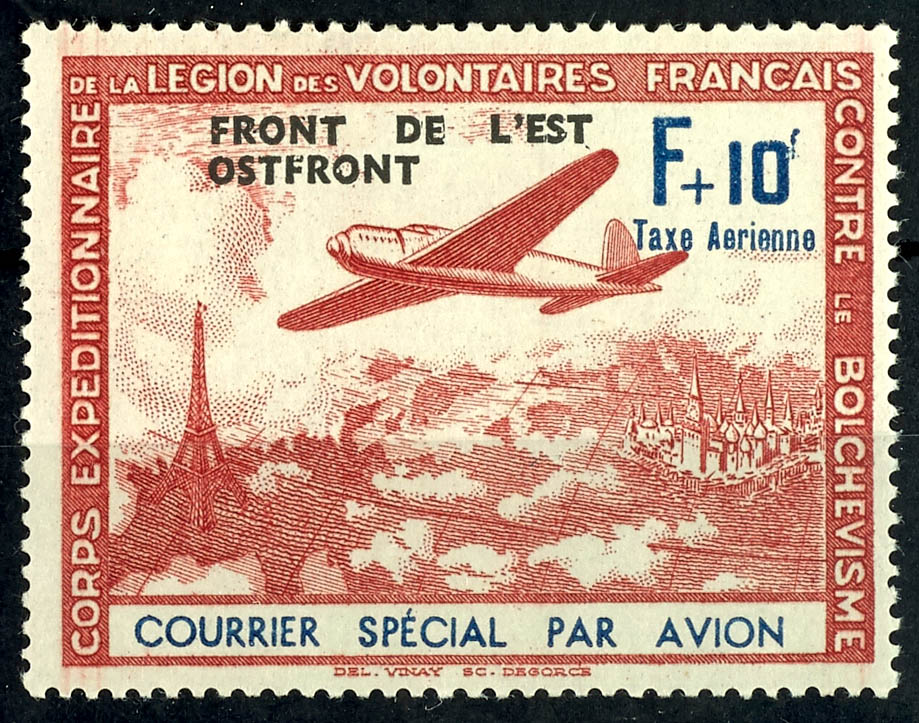 CORPS EXPEDITIONNAIRE
DE LA LEGION DES VOLONTAIRES FRANCAIS
CONTRE LE BOLCHEVISME
FRONT DE L'EST
OSTFRONT
F+10f
Taxe Aerienne
COURRIER SPÉCIAL PAR AVION
DEL. VINAY SC. DEGORCE